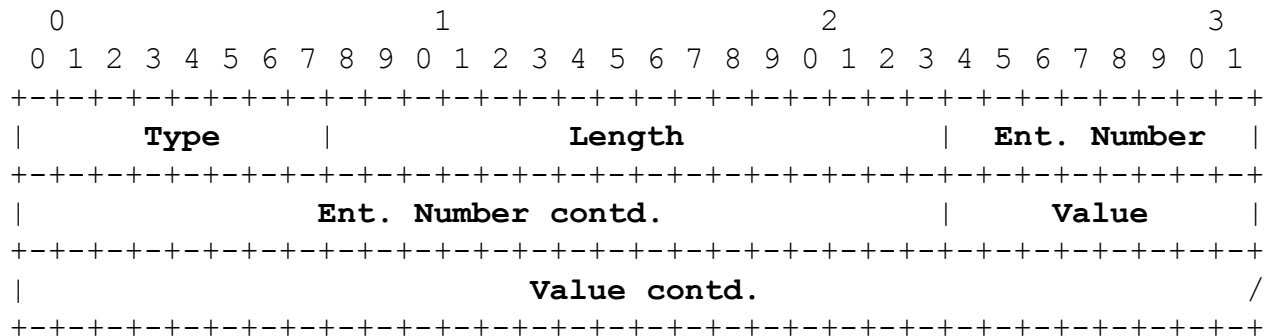 0                   1                   2                   3
 0 1 2 3 4 5 6 7 8 9 0 1 2 3 4 5 6 7 8 9 0 1 2 3 4 5 6 7 8 9 0 1
+-+-+-+-+-+-+-+-+-+-+-+-+-+-+-+-+-+-+-+-+-+-+-+-+-+-+-+-+-+-+-+-+
|      Type     |            Length             |  Ent. Number  |
+-+-+-+-+-+-+-+-+-+-+-+-+-+-+-+-+-+-+-+-+-+-+-+-+-+-+-+-+-+-+-+-+
|               Ent. Number contd.              |     Value     |
+-+-+-+-+-+-+-+-+-+-+-+-+-+-+-+-+-+-+-+-+-+-+-+-+-+-+-+-+-+-+-+-+
|                          Value contd.                         /
+-+-+-+-+-+-+-+-+-+-+-+-+-+-+-+-+-+-+-+-+-+-+-+-+-+-+-+-+-+-+-+-+